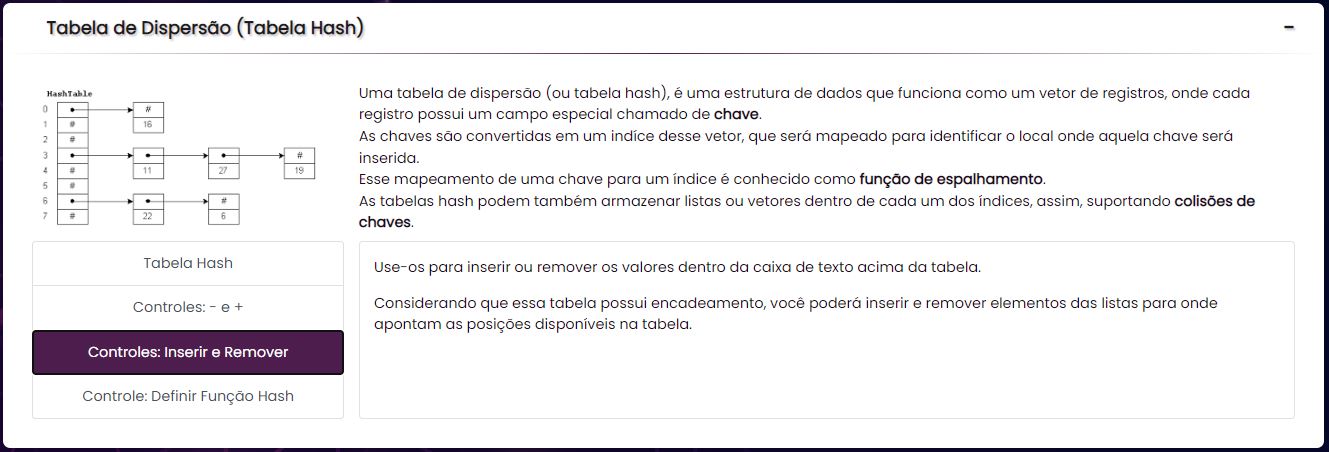 Tabela de Dispersão (Tabela Hash)
-
HashTable
0 #
1 # 16
2 #
3 #
4 # 11 27 19
5 #
6 #
7 # 22 6
Uma tabela de dispersão (ou tabela hash), é uma estrutura de dados que funciona como um vetor de registros, onde cada
registro possui um campo especial chamado de chave.
As chaves são convertidas em um indíce desse vetor, que será mapeado para identificar o local onde aquela chave será
inserida.
Esse mapeamento de uma chave para um índice é conhecido como função de espalhamento.
As tabelas hash podem também armazenar listas ou vetores dentro de cada um dos índices, assim, suportando colisões de
chaves.
Tabela Hash
Controles: - e +
Controles: Inserir e Remover
Controle: Definir Função Hash
Use-os para inserir ou remover os valores dentro da caixa de texto acima da tabela.
Considerando que essa tabela possui encadeamento, você poderá inserir e remover elementos das listas para onde
apontam as posições disponíveis na tabela.